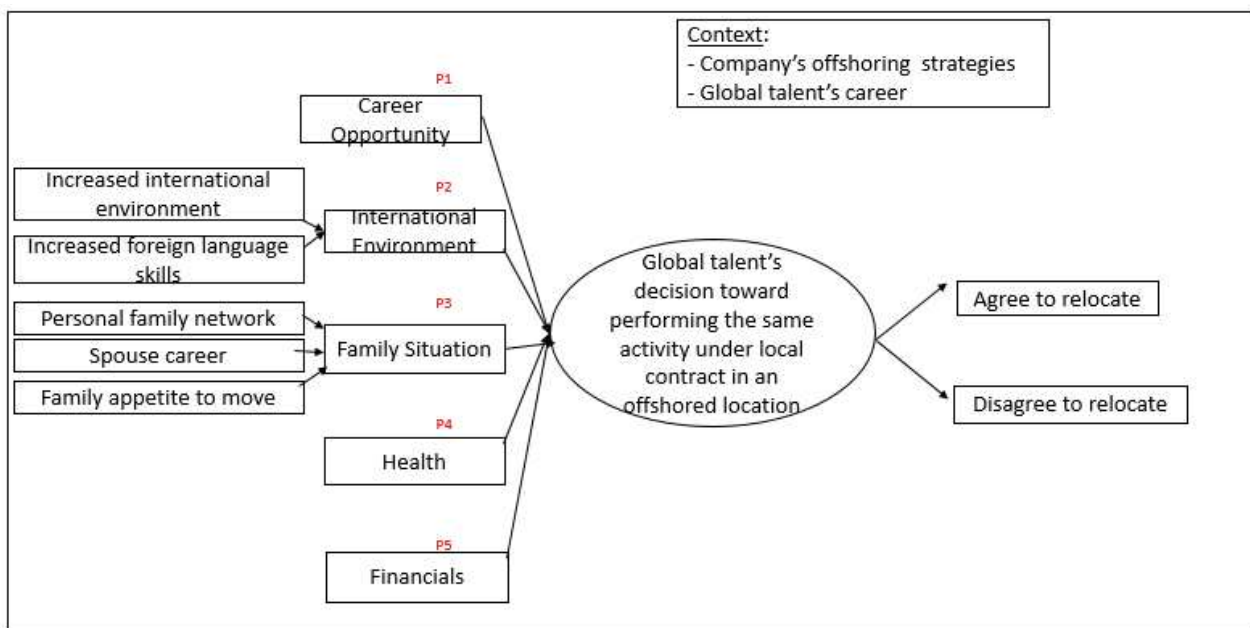 Context:
- Company’s offshoring strategies
- Global talent’s career
P1
Career
Opportunity
Increased international
environment
Increased foreign language
skills
P2
International
Environment
Personal family network
Spouse career
Family appetite to move
P3
Family Situation
P4
Health
P5
Financials
Global talent’s
decision toward
performing the same
activity under local
contract in an
offshored location
Agree to relocate
Disagree to relocate